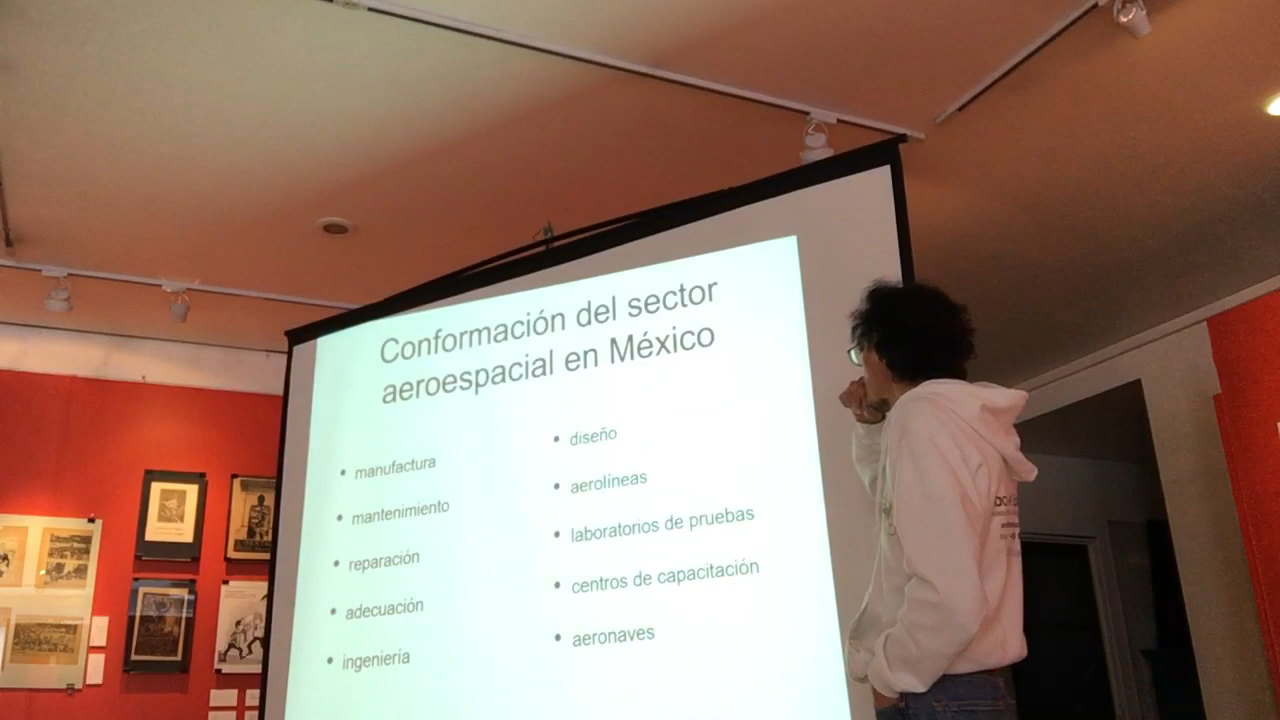 Conformación del sector
aeroespacial en México
• manufactura
• mantenimiento
• reparación
• adecuación
• ingeniería
• diseño
• aerolíneas
• laboratorios de pruebas
• centros de capacitación
• aeronaves